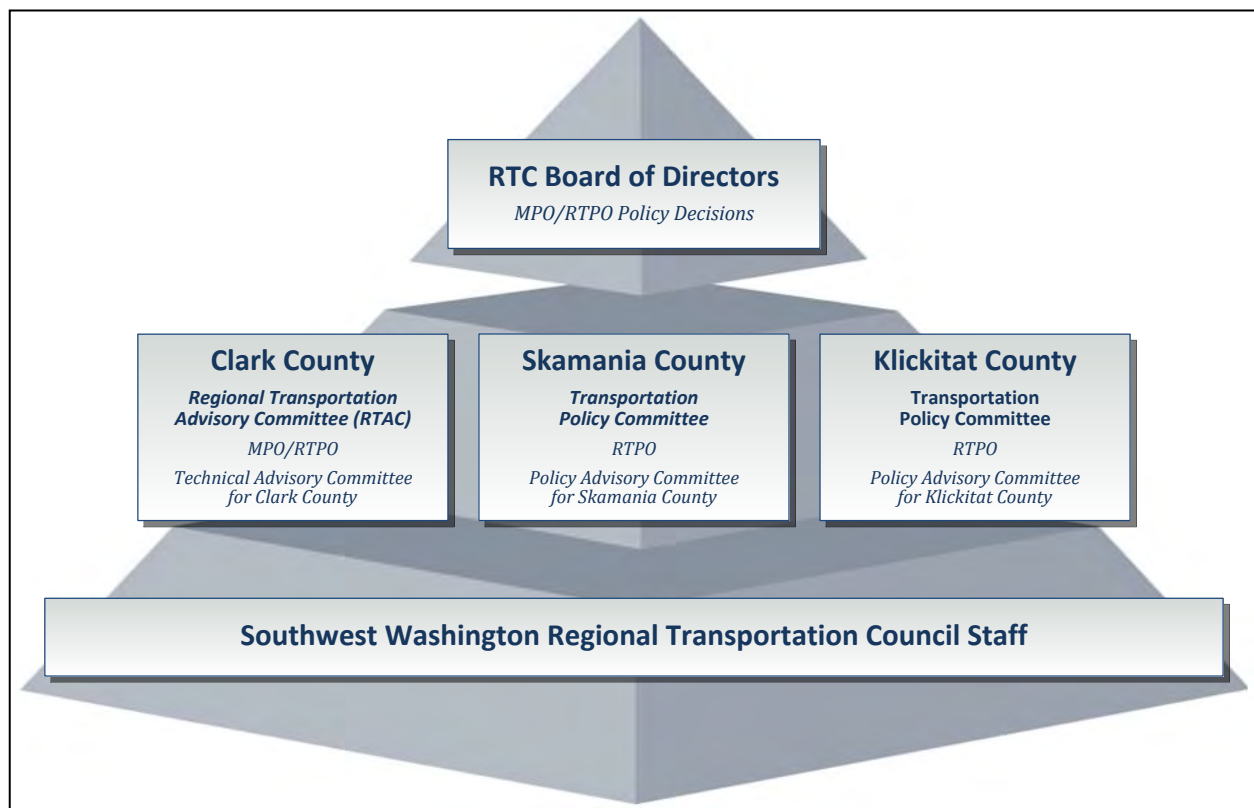 RTC Board of Directors
MPO/RTPO Policy Decisions
Clark County
Regional Transportation
Advisory Committee (RTAC)
MPO/RTPO
Technical Advisory Committee
for Clark County
Skamania County
Transportation
Policy Committee
RTPO
Policy Advisory Committee
for Skamania County
Klickitat County
Transportation
Policy Committee
RTPO
Policy Advisory Committee
for Klickitat County
Southwest Washington Regional Transportation Council Staff